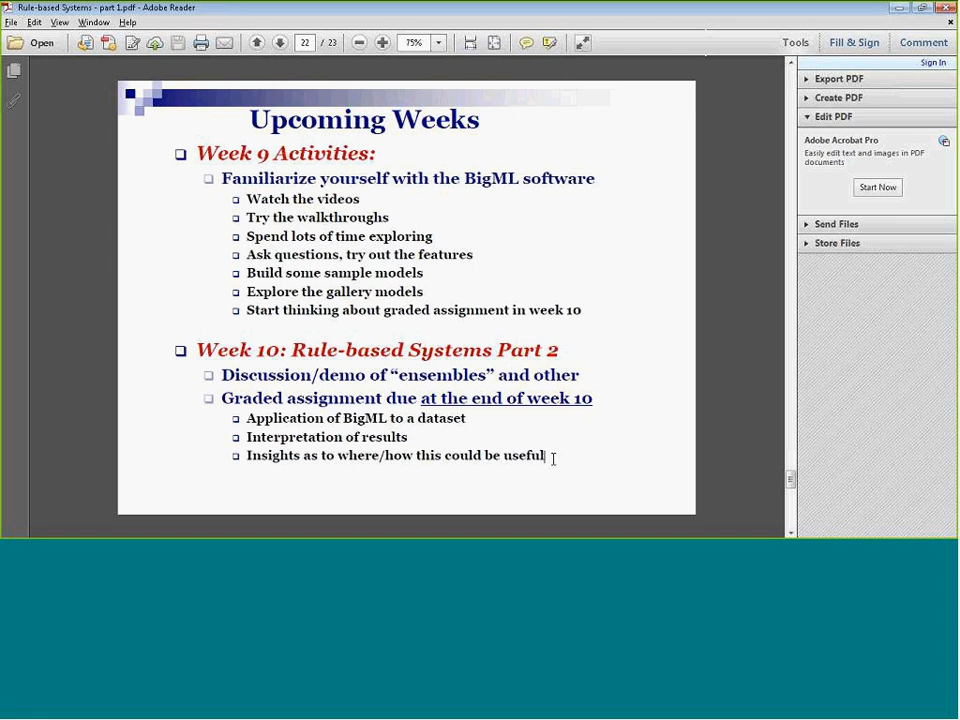 Rule-based Systems - part 1.pdf - Adobe Reader
File Edit View Window Help
Open 22 / 23 75% Tools Fill & Sign Comment
Sign In
Export PDF
Create PDF
Edit PDF
Adobe Acrobat Pro
Easily edit text and images in PDF
documents
Start Now
Send Files
Store Files
Upcoming Weeks
Week 9 Activities:
Familiarize yourself with the BigML software
Watch the videos
Try the walkthroughs
Spend lots of time exploring
Ask questions, try out the features
Build some sample models
Explore the gallery models
Start thinking about graded assignment in week 10
Week 10: Rule-based Systems Part 2
Discussion/demo of “ensembles” and other
Graded assignment due at the end of week 10
Application of BigML to a dataset
Interpretation of results
Insights as to where/how this could be useful